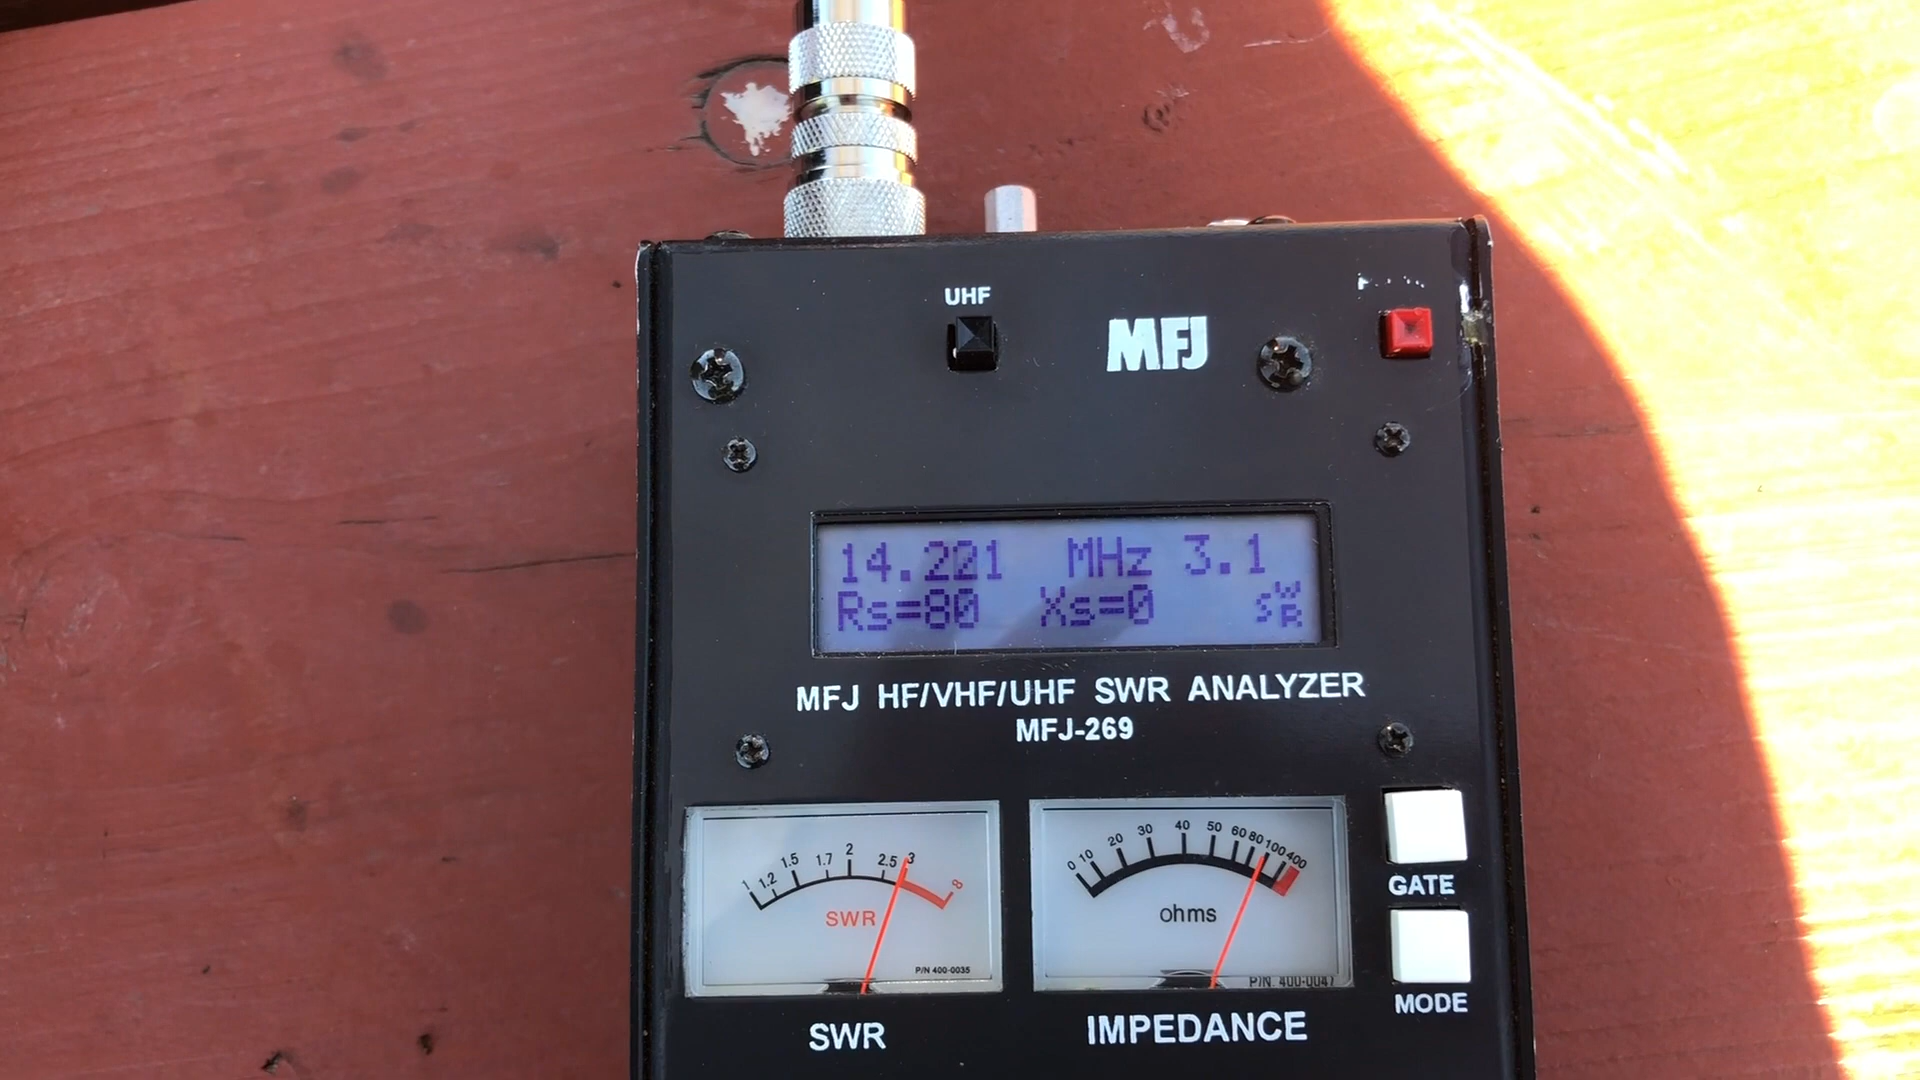 UHF
MFJ
14.201 MHz 3.1
Rs=80 Xs=0 SWR
MFJ HF/VHF/UHF SWR ANALYZER
MFJ-269
1 1.2 1.5 1.7 2 2.5 3 8
SWR
P/N 400-0035
0 10 20 30 40 50 60 80 100 400
ohms
P/N 400-0047
GATE
MODE
SWR
IMPEDANCE